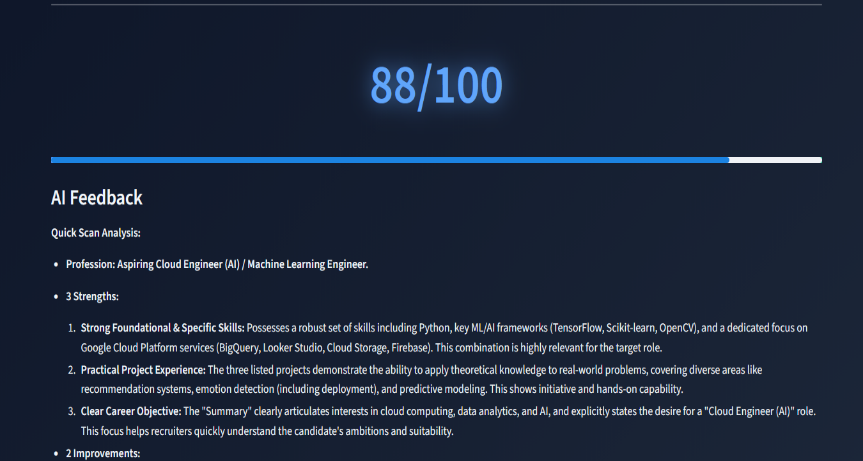 88/100
AI Feedback
Quick Scan Analysis:
• Profession: Aspiring Cloud Engineer (AI) / Machine Learning Engineer.
• 3 Strengths:
1. Strong Foundational & Specific Skills: Possesses a robust set of skills including Python, key ML/AI frameworks (TensorFlow, Scikit-learn, OpenCV), and a dedicated focus on
Google Cloud Platform services (BigQuery, Looker Studio, Cloud Storage, Firebase). This combination is highly relevant for the target role.
2. Practical Project Experience: The three listed projects demonstrate the ability to apply theoretical knowledge to real-world problems, covering diverse areas like
recommendation systems, emotion detection (including deployment), and predictive modeling. This shows initiative and hands-on capability.
3. Clear Career Objective: The "Summary" clearly articulates interests in cloud computing, data analytics, and AI, and explicitly states the desire for a "Cloud Engineer (AI)" role.
This focus helps recruiters quickly understand the candidate's ambitions and suitability.
• 2 Improvements: